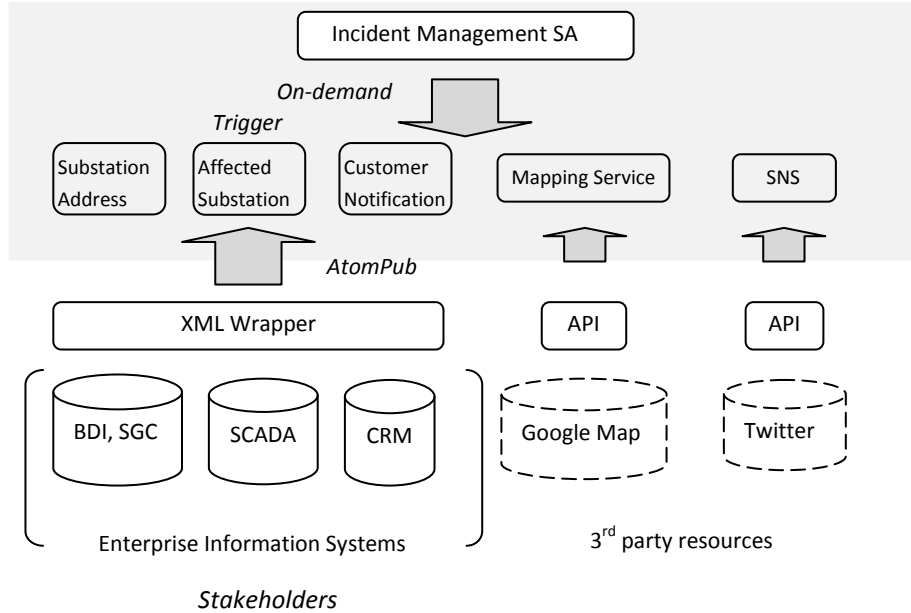 Incident Management SA
On-demand
Trigger
Substation
Address
Affected
Substation
Customer
Notification
Mapping Service
SNS
AtomPub
XML Wrapper
API
API
BDI, SGC
SCADA
CRM
Google Map
Twitter
Enterprise Information Systems
3rd party resources
Stakeholders